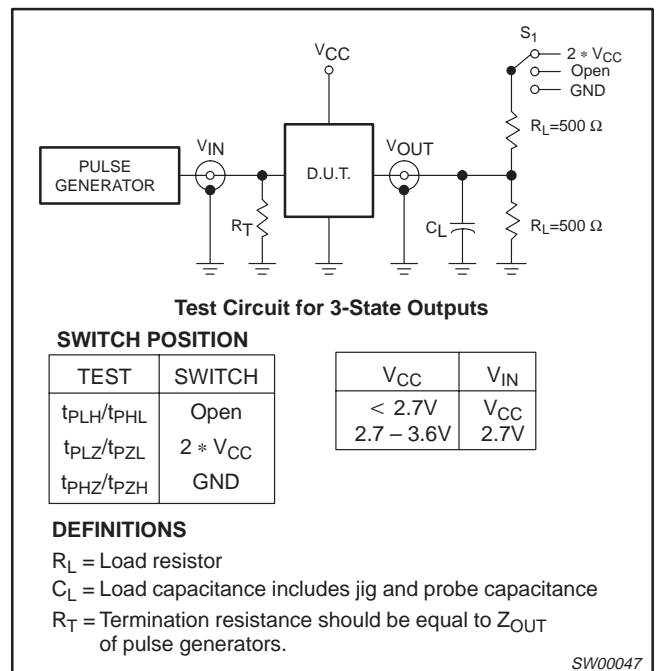 S1
2 * VCC
Open
GND
VCC
RL=500 Ω
VIN
VOUT
PULSE
GENERATOR
D.U.T.
RT
CL
RL=500 Ω
Test Circuit for 3-State Outputs
SWITCH POSITION
TEST SWITCH
tPLH/tPHL Open
tPLZ/tPZL 2 * VCC
tPHZ/tPZH GND
VCC VIN
< 2.7V VCC
2.7 – 3.6V 2.7V
DEFINITIONS
RL = Load resistor
CL = Load capacitance includes jig and probe capacitance
RT = Termination resistance should be equal to ZOUT
of pulse generators.
SW00047